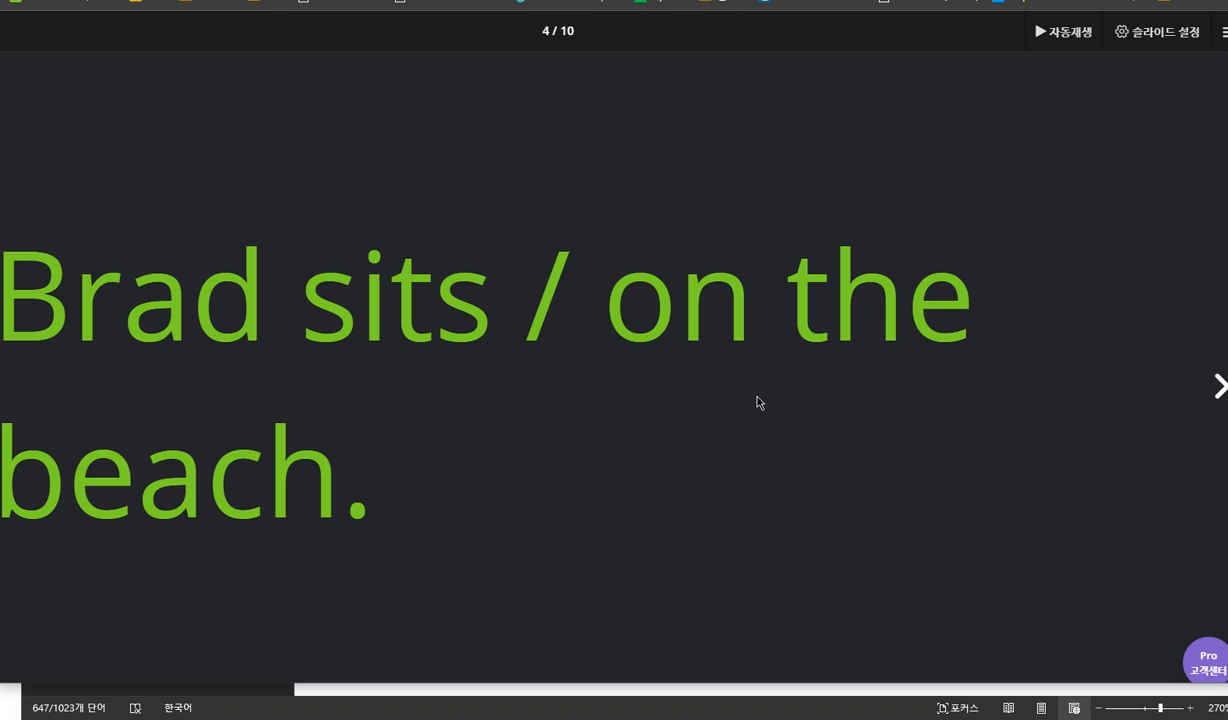 4 / 10
▶ 자동재생
슬라이드 설정
Brad sits / on the
beach.
Pro
고객센터
647/1023개 단어
한국어
포커스
270%